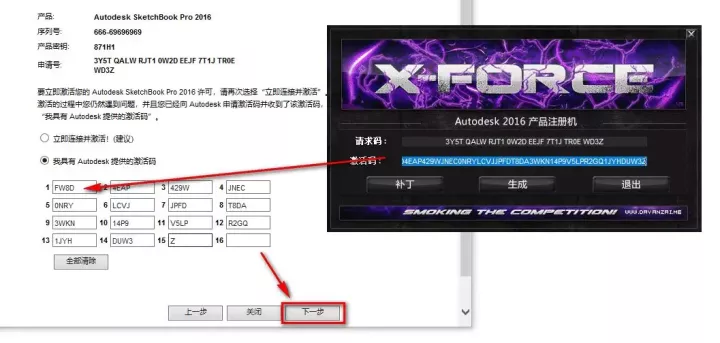 产品: Autodesk SketchBook Pro 2016
序列号: 666-69696969
产品密钥: 871H1
申请号: 3Y5T QALW RJT1 0W2D EEJF 7T1J TR0E
WD3Z
要立即激活您的 Autodesk SketchBook Pro 2016 许可，请再次选择“立即连接并激活”.
激活的过程中您仍然遇到问题，并且您已经向 Autodesk 申请激活码并收到了该激活码，
“我具有 Autodesk 提供的激活码”。
立即连接并激活! (建议)
我具有 Autodesk 提供的激活码
1 FW8D 2 4EAP 3 429W 4 JNEC
5 0NRY 6 LCVJ 7 JPFD 8 T8DA
9 3WKN 10 14P9 11 V5LP 12 R2GQ
13 1JYH 14 DUW3 15 Z 16
全部清除
上一步 关闭 下一步
X-FORCE
Autodesk 2016 产品注册机
请求码: 3Y5T QALW RJT1 0W2D EEJF 7T1J TR0E WD3Z
激活码: D4EAP429WJNEC0NRYLCVJJPFDT8DA3WKN14P9V5LPR2GQ1JYHDUW3Z
补丁 生成 退出
SMOKING THE COMPETITION! WWW.DAYANZAI.ME